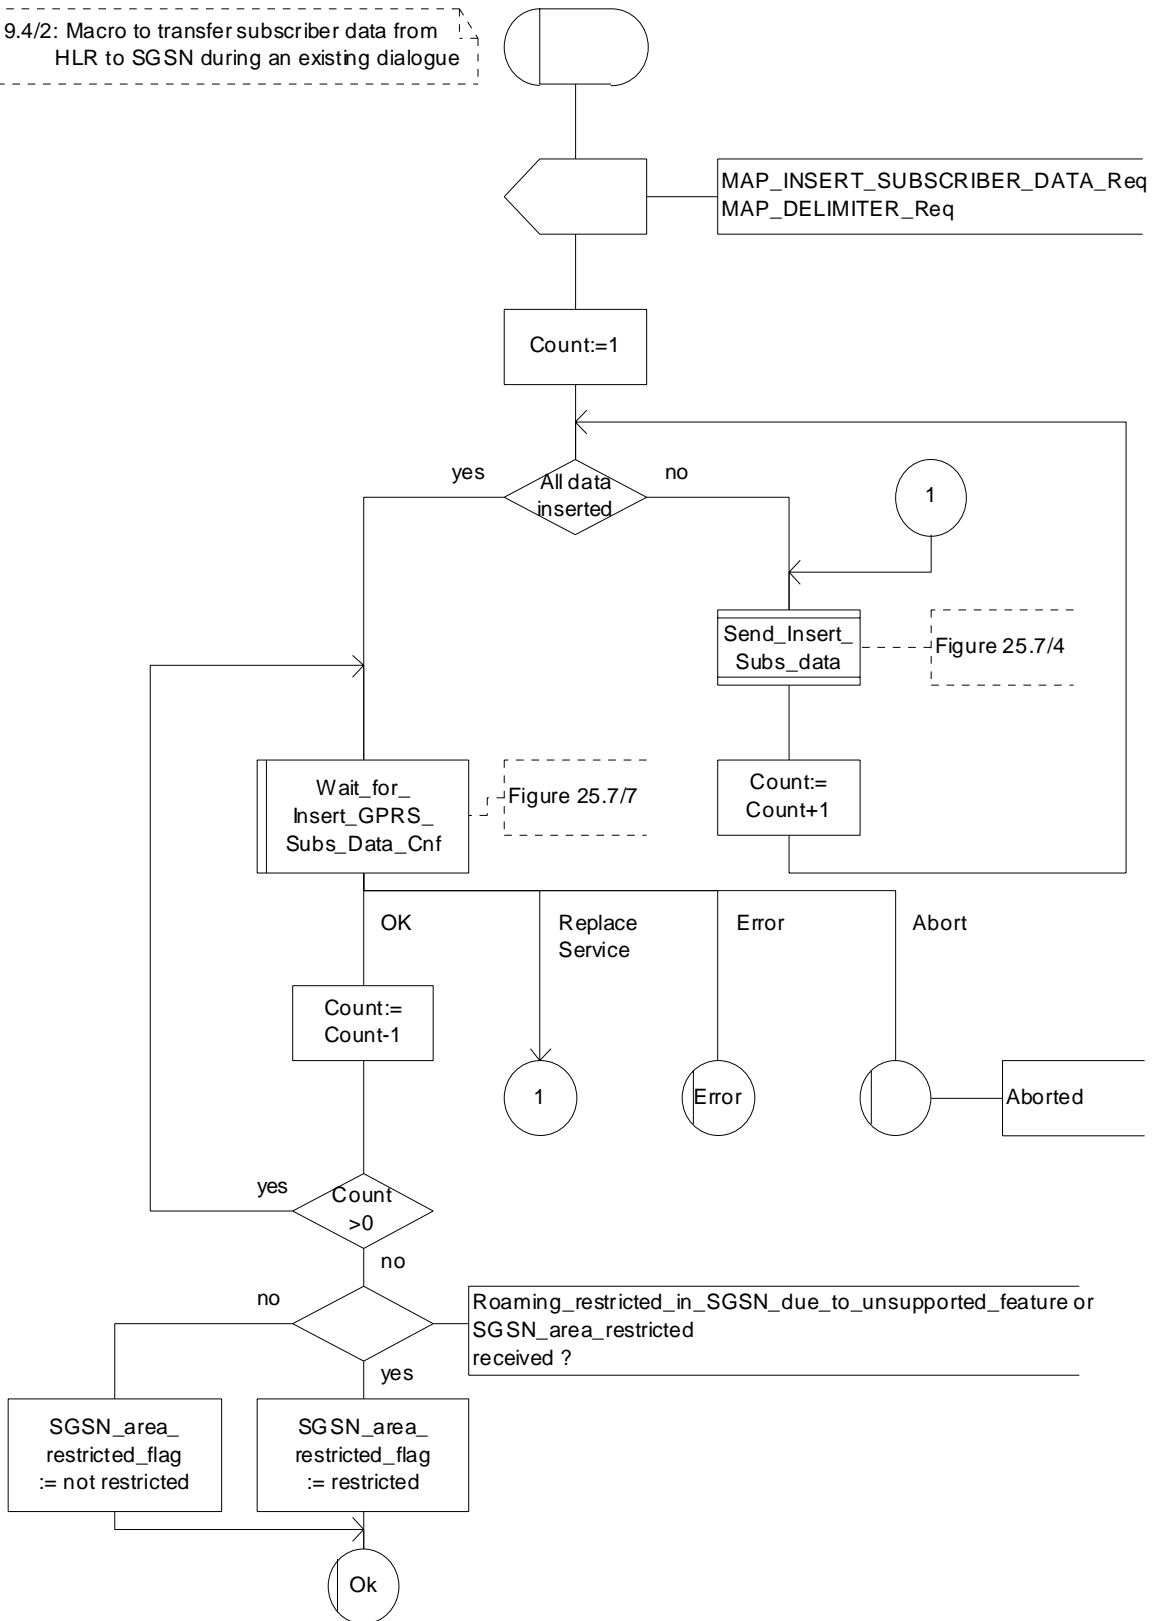 9.4/2: Macro to transfer subscriber data from
HLR to SGSN during an existing dialogue
MAP_INSERT_SUBSCRIBER_DATA_Req
MAP_DELIMITER_Req
Count:=1
yes
All data
inserted
no
1
Send_Insert_
Subs_data
Figure 25.7/4
Wait_for_
Insert_GPRS_
Subs_Data_Cnf
Figure 25.7/7
Count:=
Count+1
OK
Replace
Service
Error
Abort
Count:=
Count-1
1
Error
Aborted
yes
Count
>0
no
no
Roaming_restricted_in_SGSN_due_to_unsupported_feature or
SGSN_area_restricted
received ?
yes
SGSN_area_
restricted_flag
:= not restricted
SGSN_area_
restricted_flag
:= restricted
Ok